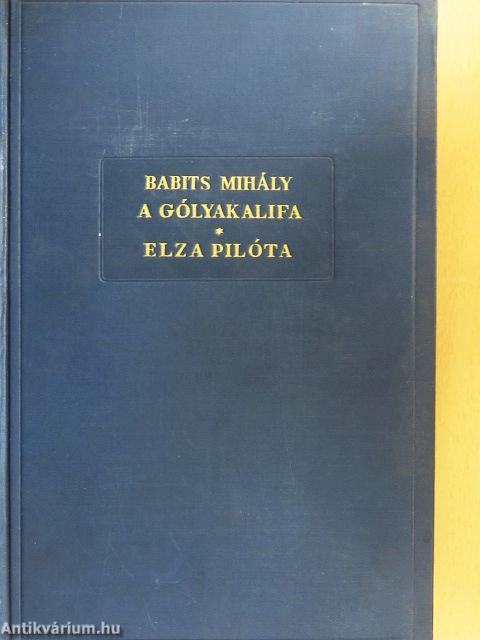 BABITS MIHÁLY
A GÓLYAKALIFA
*
ELZA PILÓTA
Antikvárium.hu